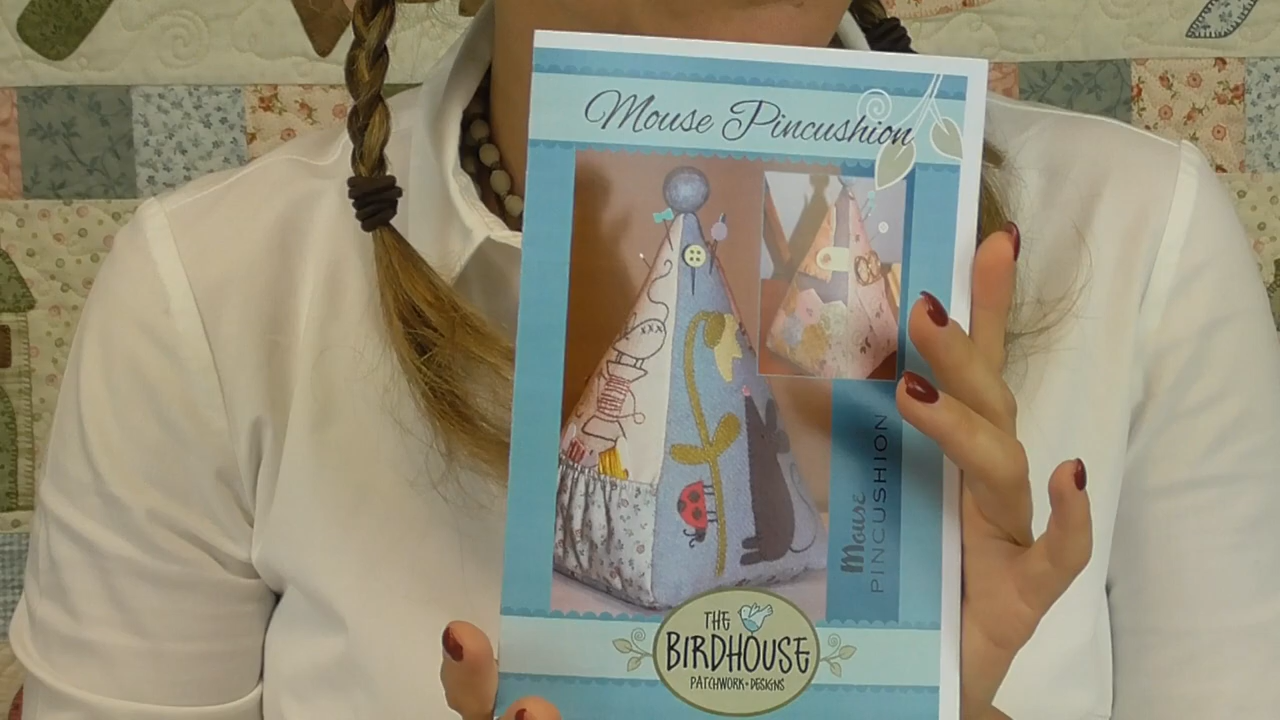 Mouse Pincushion
Mouse
PINCUSHION
THE
BIRDHOUSE
PATCHWORK DESIGNS